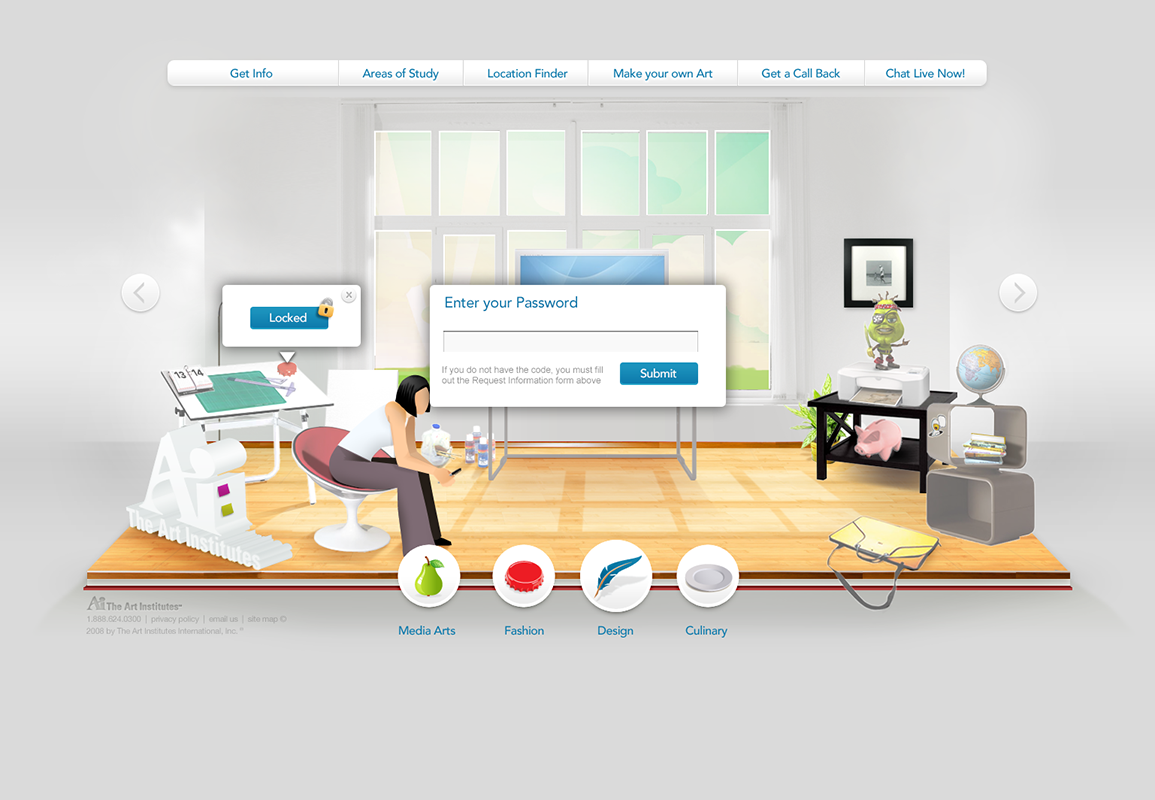 Get Info
Areas of Study
Location Finder
Make your own Art
Get a Call Back
Chat Live Now!
Locked
Enter your Password
If you do not have the code, you must fill
out the Request Information form above
Submit
13 14
Ai
The Art Institutes
Media Arts
Fashion
Design
Culinary
Ai The Art Institutes
1.888.624.0300 | privacy policy | email us | site map ©
2008 by The Art Institutes International, Inc. ®